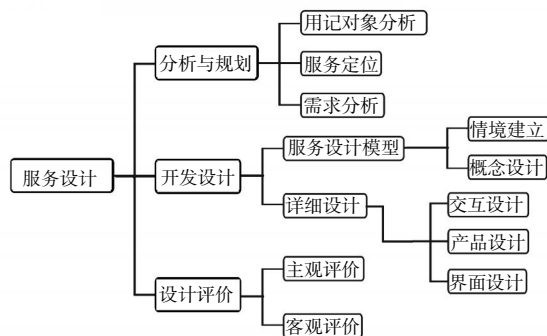 服务设计
分析与规划
用记对象分析
服务定位
需求分析
开发设计
服务设计模型
情境建立
概念设计
详细设计
交互设计
产品设计
界面设计
设计评价
主观评价
客观评价